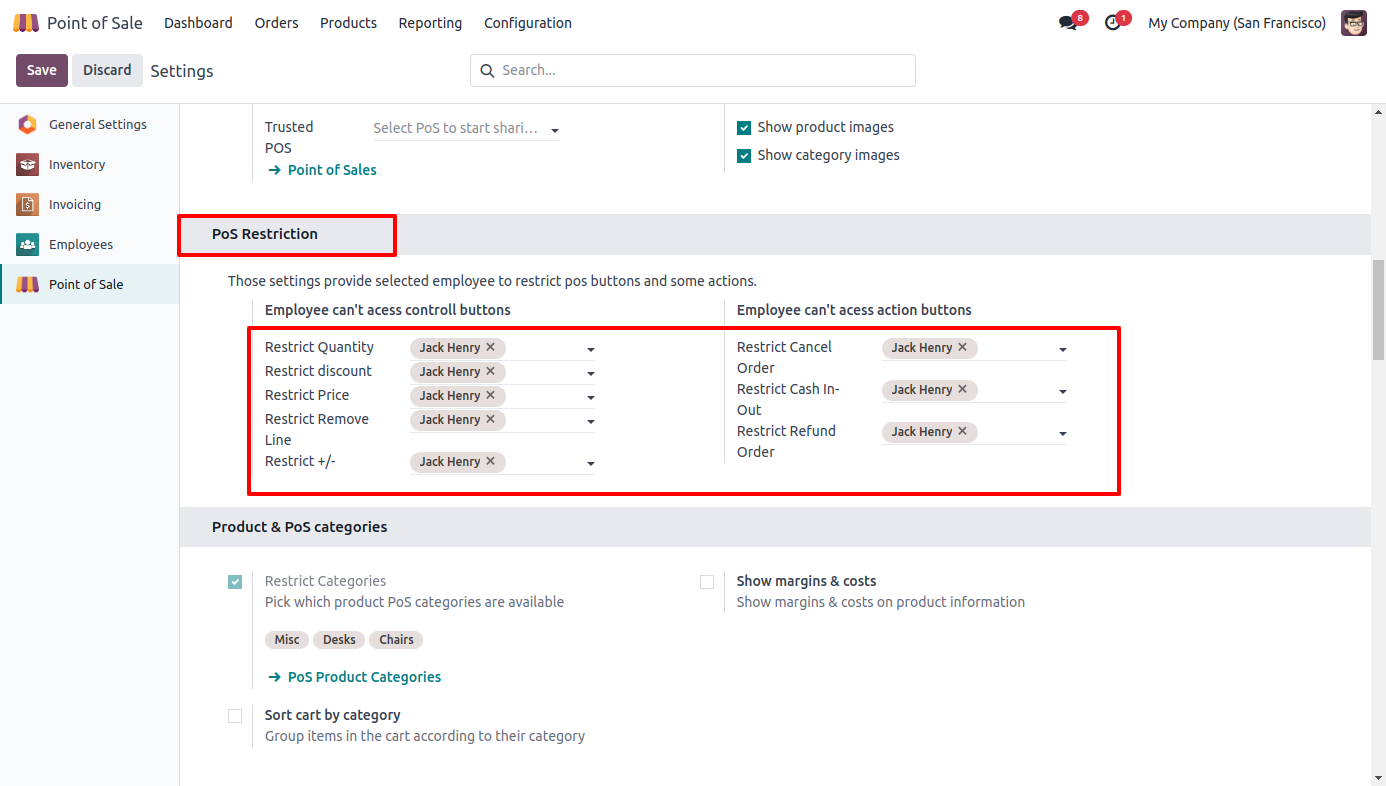 Point of Sale Dashboard Orders Products Reporting Configuration 8 1 My Company (San Francisco)
Save Discard Settings Search...
General Settings
Inventory
Invoicing
Employees
Point of Sale
Trusted
POS
Select PoS to start shari...
Point of Sales
Show product images
Show category images
PoS Restriction
Those settings provide selected employee to restrict pos buttons and some actions.
Employee can't acess controll buttons
Restrict Quantity Jack Henry
Restrict discount Jack Henry
Restrict Price Jack Henry
Restrict Remove Jack Henry
Line
Restrict +/- Jack Henry
Employee can't acess action buttons
Restrict Cancel Jack Henry
Order
Restrict Cash In- Jack Henry
Out
Restrict Refund Jack Henry
Order
Product & PoS categories
Restrict Categories
Pick which product PoS categories are available
Misc Desks Chairs
PoS Product Categories
Show margins & costs
Show margins & costs on product information
Sort cart by category
Group items in the cart according to their category